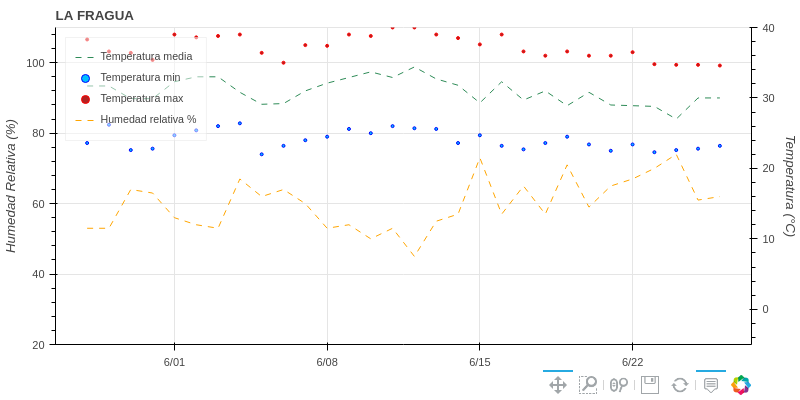 LA FRAGUA
Temperatura media
Temperatura min
Temperatura max
Humedad relativa %
Humedad Relativa (%)
100
80
60
40
20
40
30
20
10
0
Temperatura (°C)
6/01
6/08
6/15
6/22